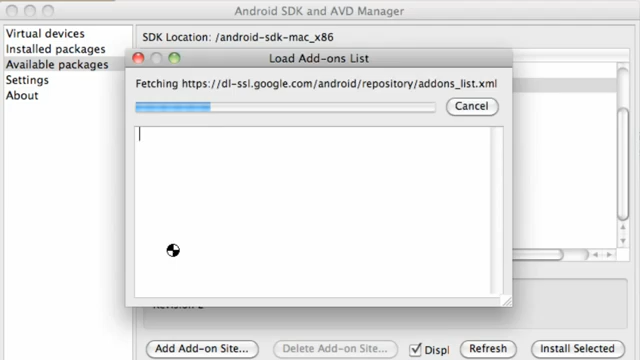 Android SDK and AVD Manager
Virtual devices
Installed packages
Available packages
Settings
About
SDK Location: /android-sdk-mac_x86
Load Add-ons List
Fetching https://dl-ssl.google.com/android/repository/addons_list.xml
Cancel
Add Add-on Site...
Delete Add-on Site...
Displ
Refresh
Install Selected